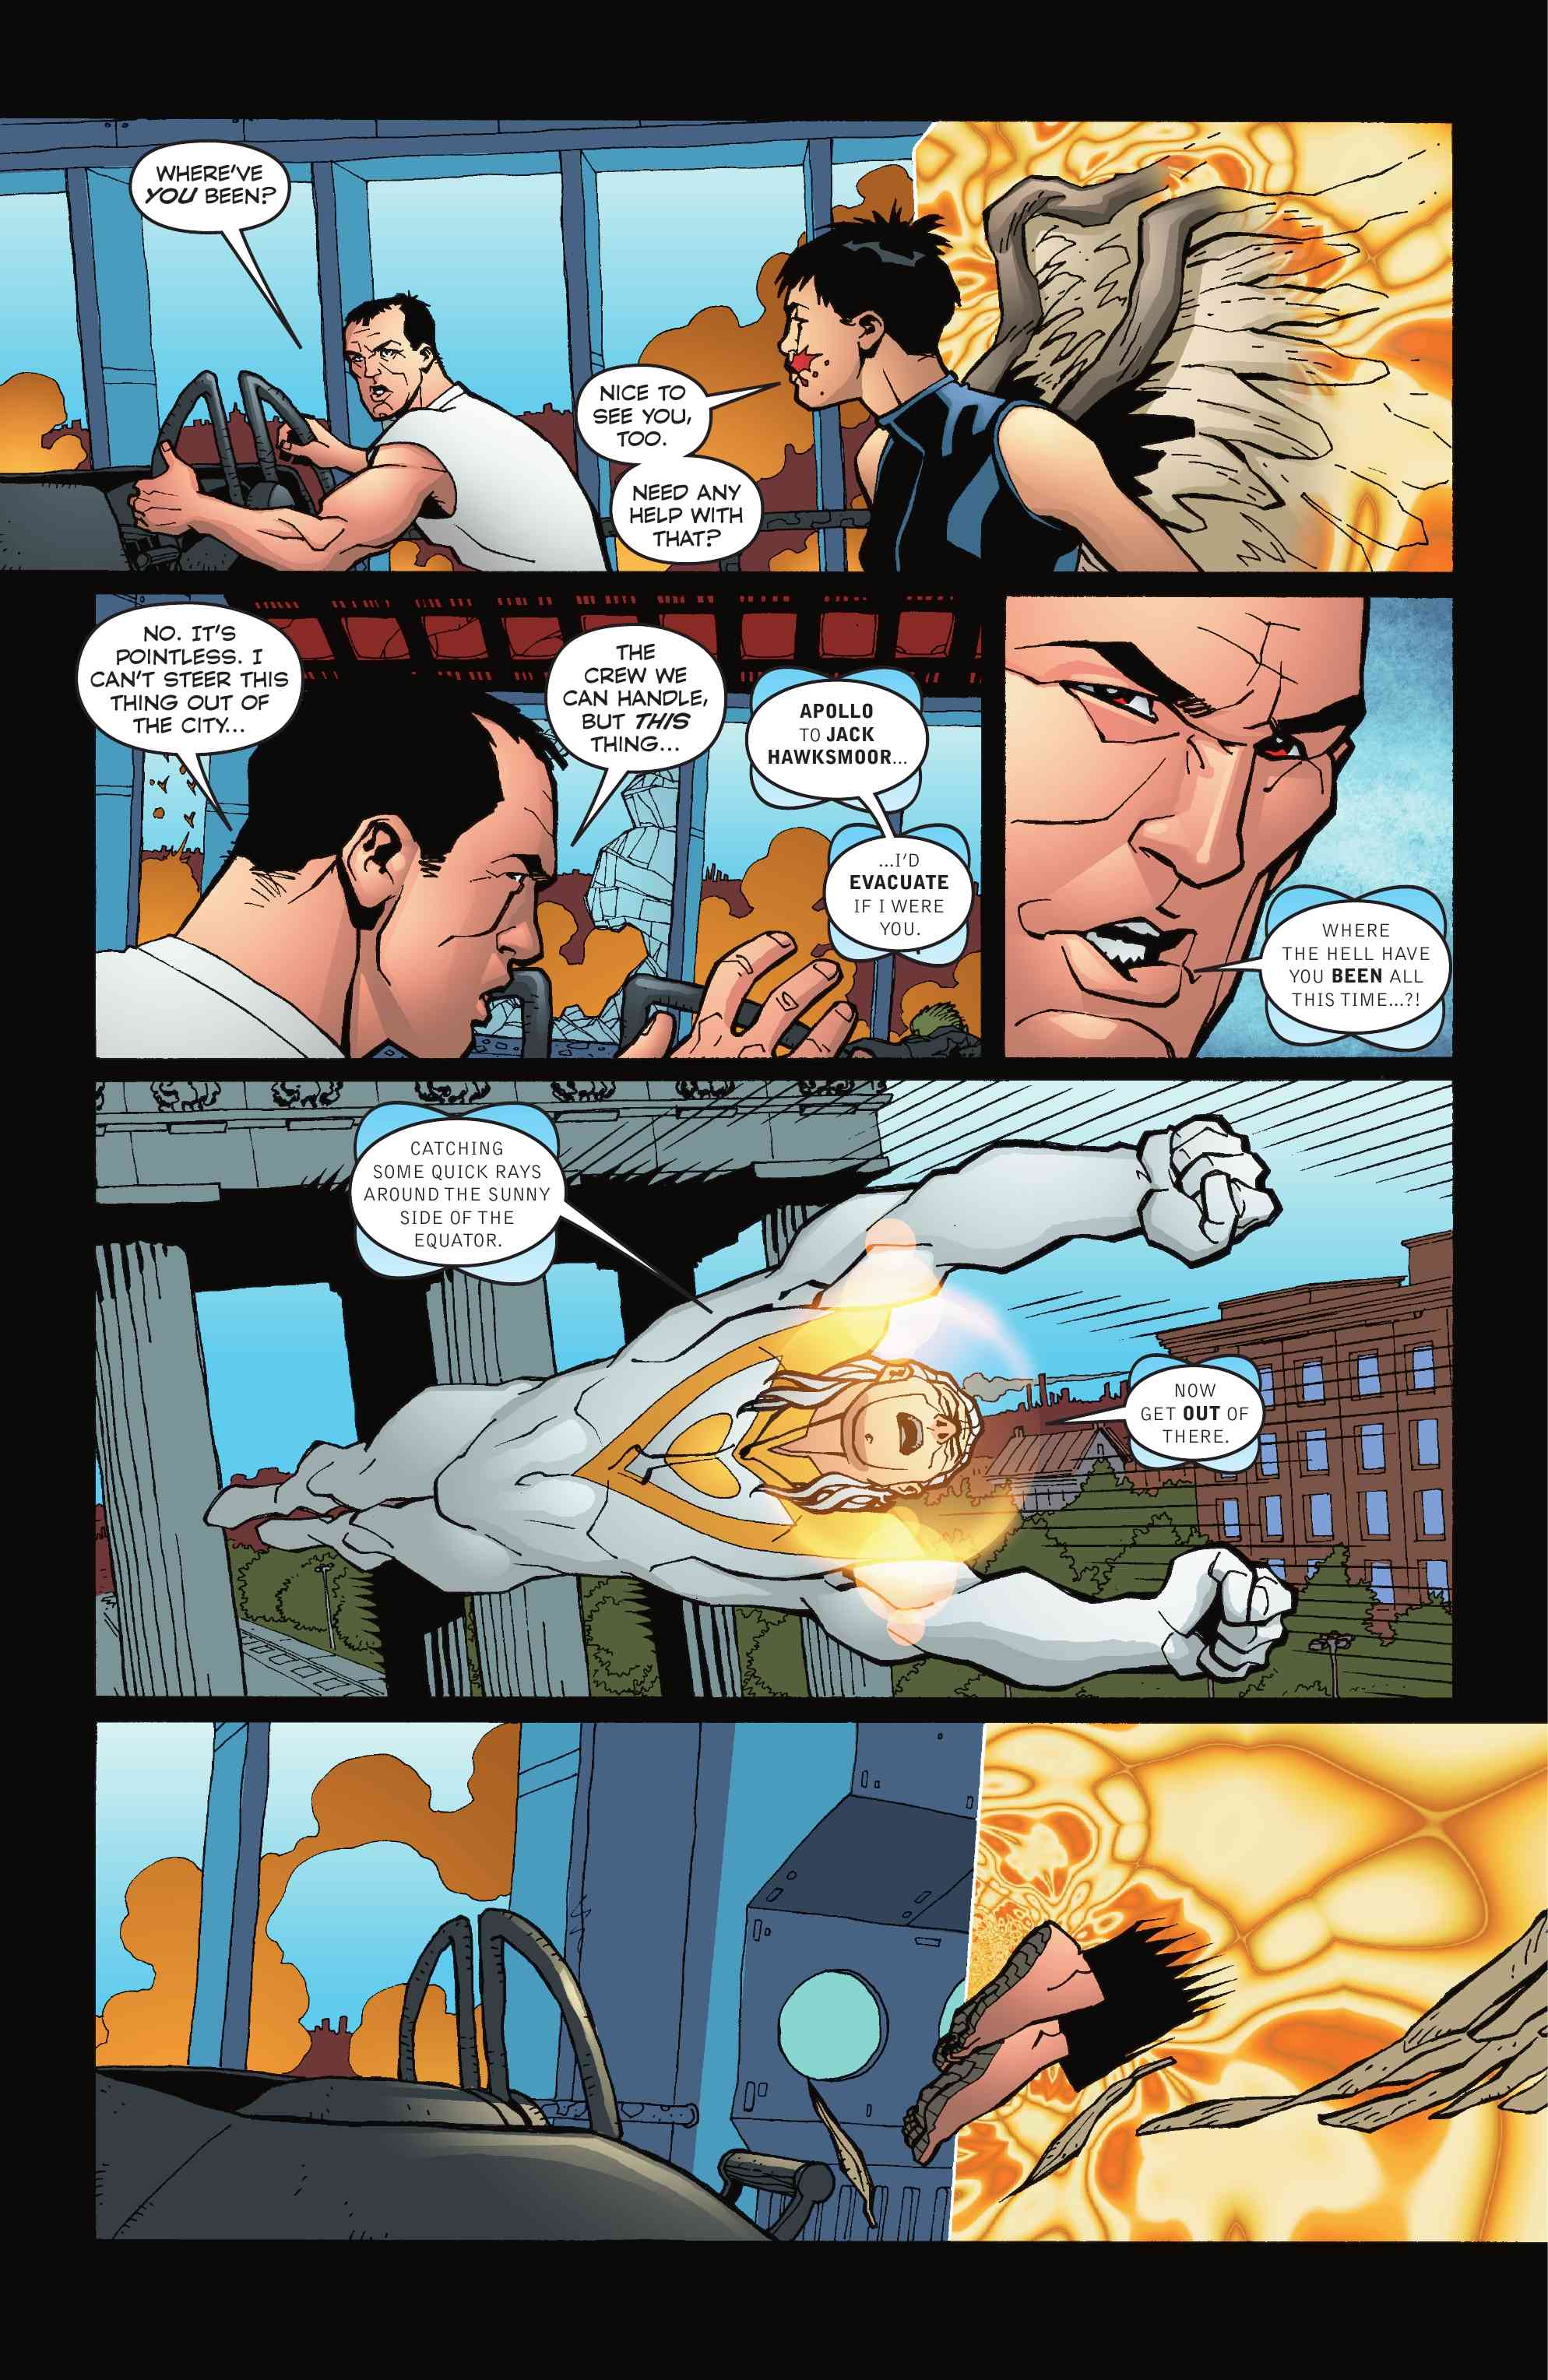 WHERE'VE
YOU BEEN?
NICE TO
SEE YOU,
TOO.
NEED ANY
HELP WITH
THAT?
NO. IT'S
POINTLESS. I
CAN'T STEER THIS
THING OUT OF
THE CITY...
THE
CREW WE
CAN HANDLE,
BUT THIS
THING...
APOLLO
TO JACK
HAWKSMOOR...
...I'D
EVACUATE
IF I WERE
YOU.
WHERE
THE HELL HAVE
YOU BEEN ALL
THIS TIME...?!
CATCHING
SOME QUICK RAYS
AROUND THE SUNNY
SIDE OF THE
EQUATOR.
NOW
GET OUT OF
THERE.